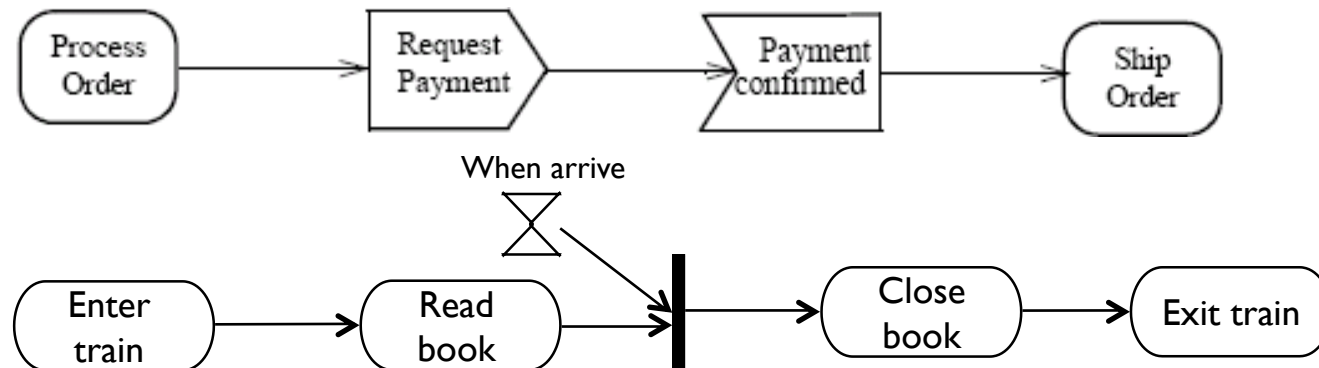 Process
Order
Request
Payment
Payment
confirmed
Ship
Order
When arrive
Enter
train
Read
book
Close
book
Exit train